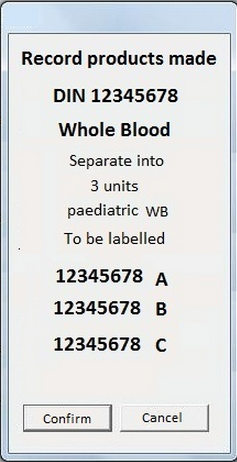 Record products made
DIN 12345678
Whole Blood
Separate into
3 units
paediatric WB
To be labelled
12345678 A
12345678 B
12345678 C
Confirm Cancel